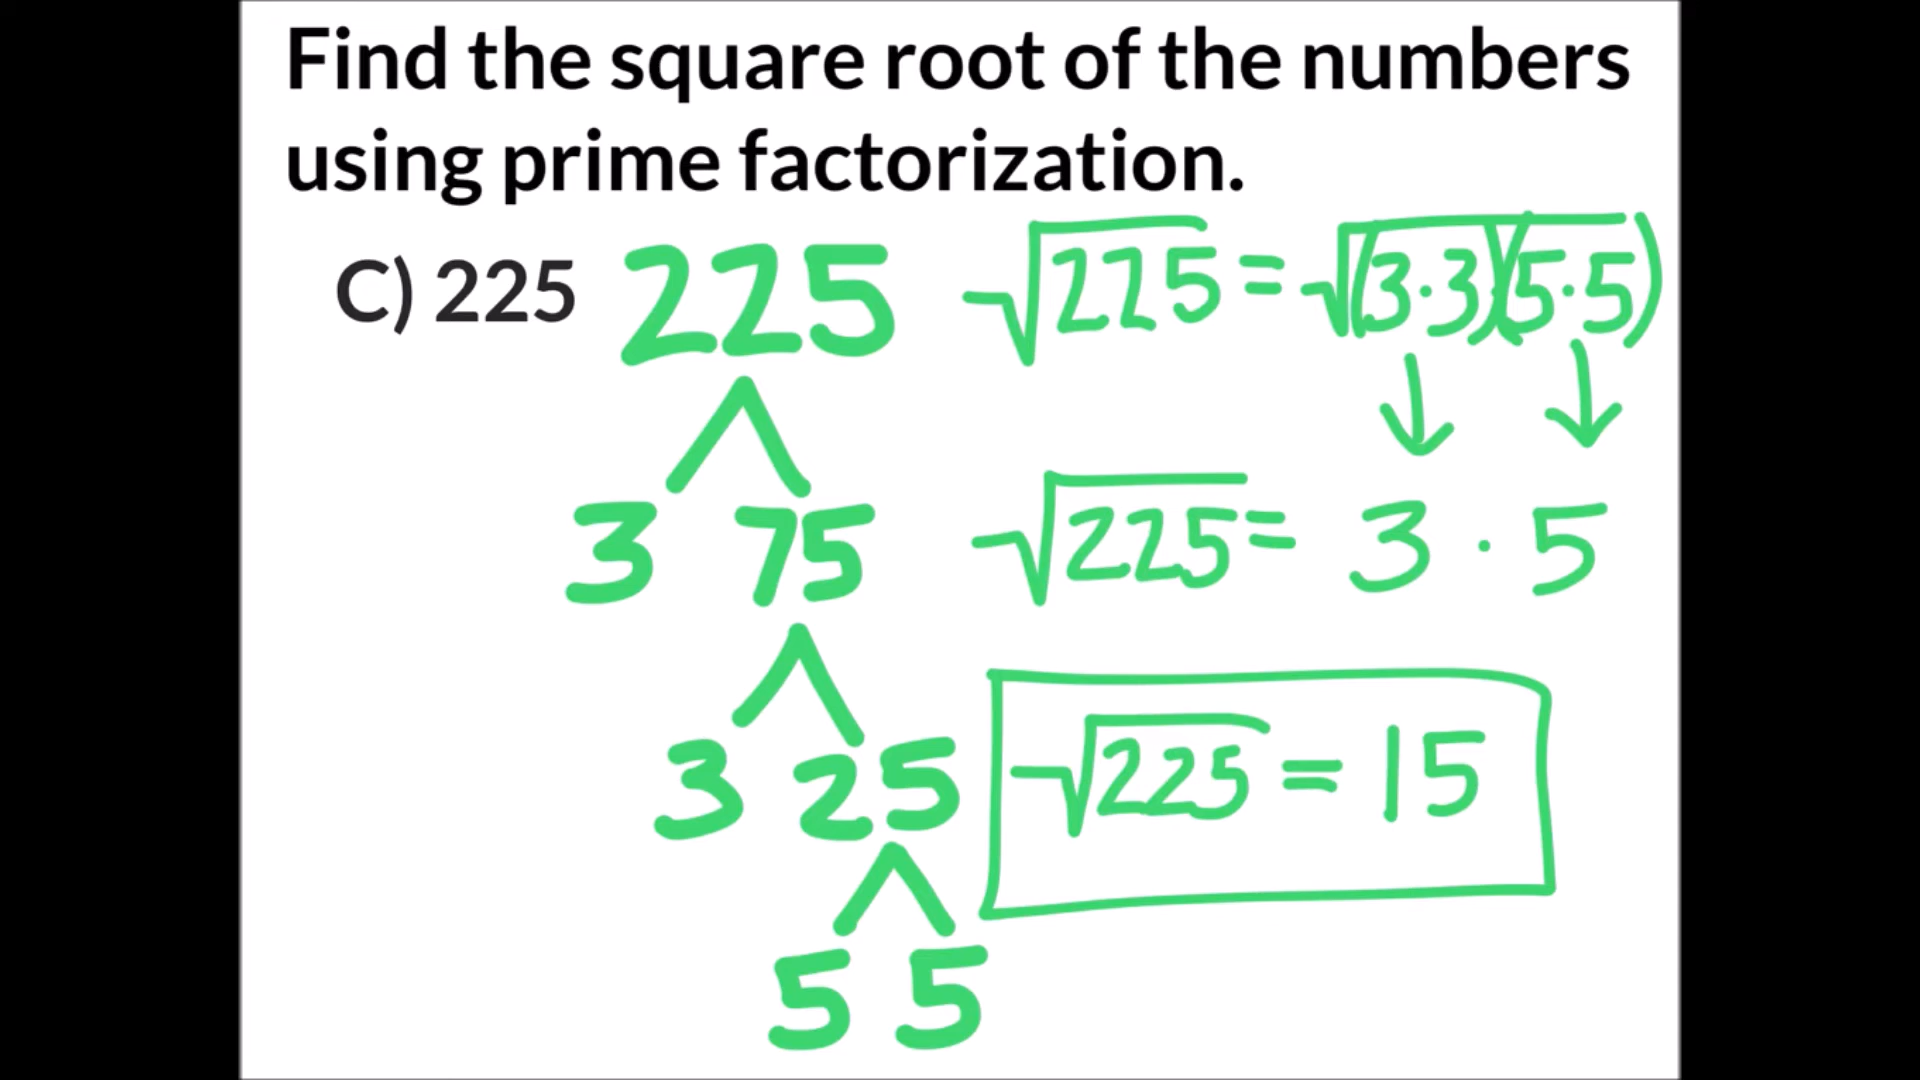 Find the square root of the numbers
using prime factorization.
C) 225 225 √225 = √(3·3)·(5·5)
3 75 √225 = 3 · 5
3 25 √225 = 15
5 5